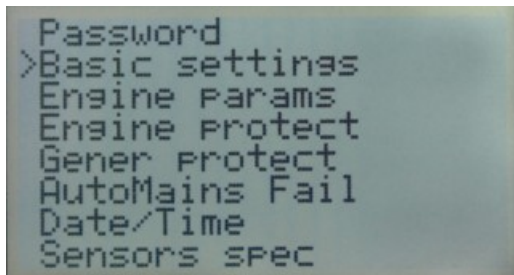 Password
>Basic settings
Engine params
Engine protect
Gener protect
AutoMains Fail
Date/Time
Sensors spec